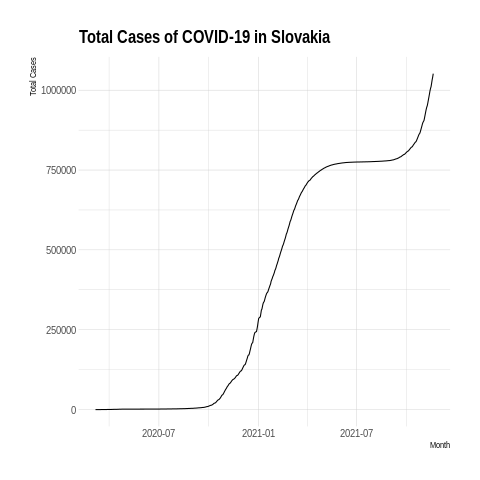 Total Cases of COVID-19 in Slovakia
Total Cases
1000000
750000
500000
250000
0
2020-07
2021-01
2021-07
Month